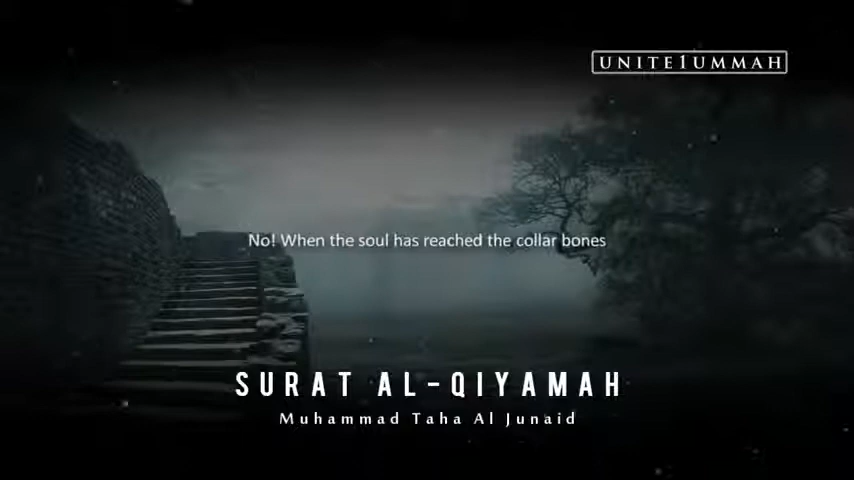 UNITE1UMMAH
No! When the soul has reached the collar bones
SURAT AL-QIYAMAH
Muhammad Taha Al Junaid